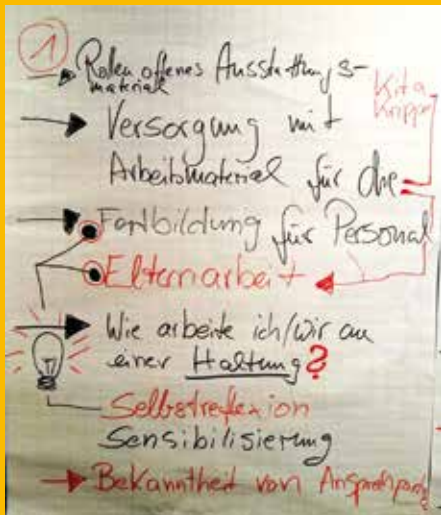 1
Rollen offenes Ausstattungs-
material
Versorgung mit
Arbeitsmaterial für die
Kita
Krippe
Fortbildung für Personal
Elternarbeit
Wie arbeite ich/wir an
einer Haltung?
Selbstreflexion
Sensibilisierung
Bekanntheit von